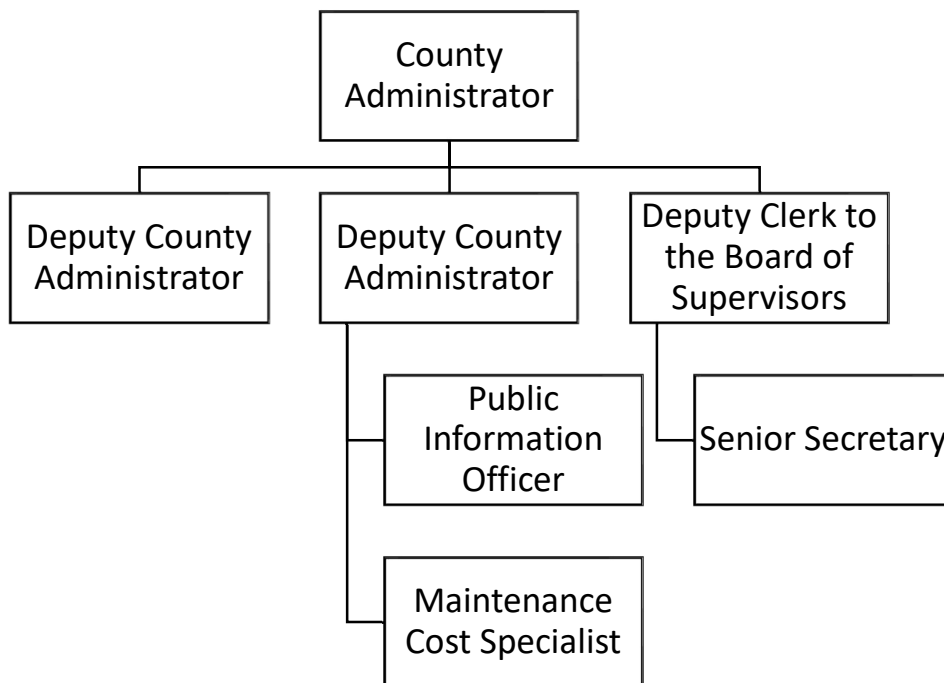 County
Administrator
Deputy County
Administrator
Deputy County
Administrator
Deputy Clerk to
the Board of
Supervisors
Public
Information
Officer
Senior Secretary
Maintenance
Cost Specialist